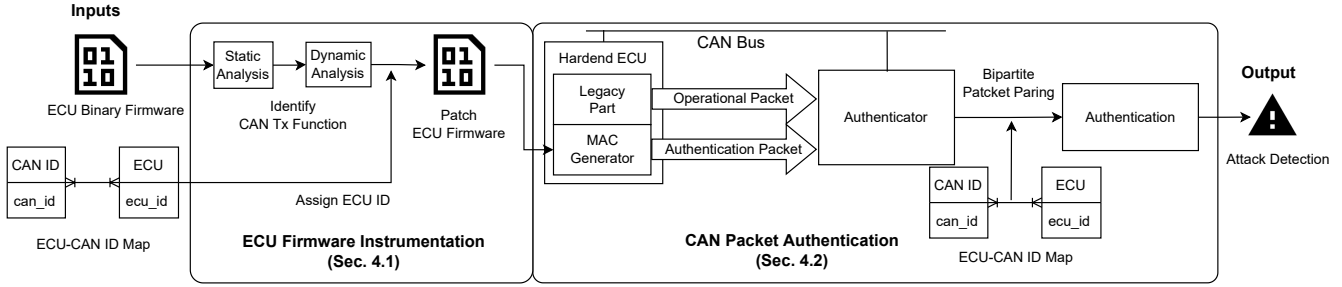 Inputs
ECU Binary Firmware
CAN ID
can_id
ECU
ecu_id
ECU-CAN ID Map
Static
Analysis
Dynamic
Analysis
Identify
CAN Tx Function
Patch
ECU Firmware
Assign ECU ID
ECU Firmware Instrumentation
(Sec. 4.1)
CAN Bus
Hardend ECU
Legacy
Part
MAC
Generator
Operational Packet
Authentication Packet
Authenticator
Bipartite
Patcket Paring
Authentication
CAN ID
can_id
ECU
ecu_id
ECU-CAN ID Map
CAN Packet Authentication
(Sec. 4.2)
Output
Attack Detection